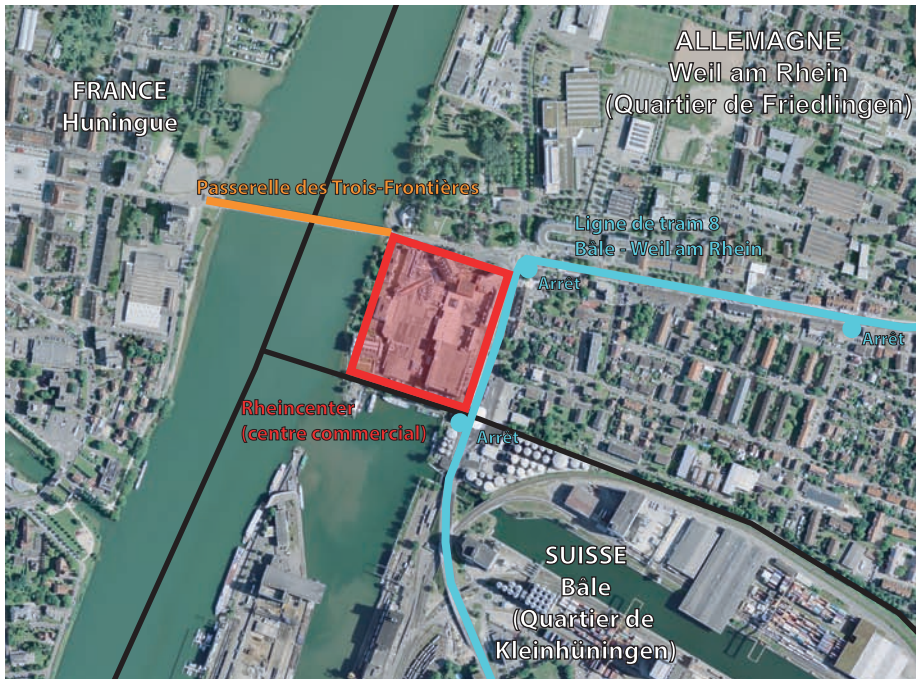 FRANCE
Huningue
ALLEMAGNE
Weil am Rhein
(Quartier de Friedlingen)
Passerelle des Trois-Frontières
Ligne de tram 8
Bâle - Weil am Rhein
Arrêt
Arrêt
Rheincenter
(centre commercial)
Arrêt
SUISSE
Bâle
(Quartier de
Kleinhüningen)